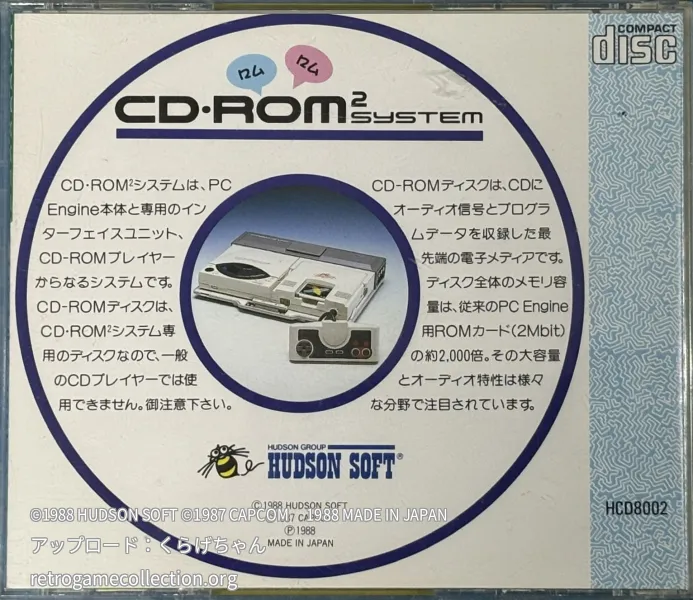 COMPACT
disc
ロム ロム
CD·ROM²
SYSTEM
CD·ROM²システムは、PC
Engine本体と専用のイン
ターフェイスユニット、
CD-ROMプレイヤー
からなるシステムです。
CD-ROMディスクは、
CD·ROM²システム専
用のディスクなので、一般
のCDプレイヤーでは使
用できません。御注意下さい。
CD-ROMディスクは、CDに
オーディオ信号とプログラ
ムデータを収録した最
先端の電子メディアです。
ディスク全体のメモリ容
量は、従来のPC Engine
用ROMカード(2Mbit)
の約2,000倍。その大容量
とオーディオ特性は様々
な分野で注目されています。
HUDSON GROUP
HUDSON SOFT®
©1988 HUDSON SOFT
Ⓟ1988
MADE IN JAPAN
HCD8002
©1988 HUDSON SOFT ©1987 CAPCOM 1988 MADE IN JAPAN
アップロード:くらげちゃん
retrogamecollection.org